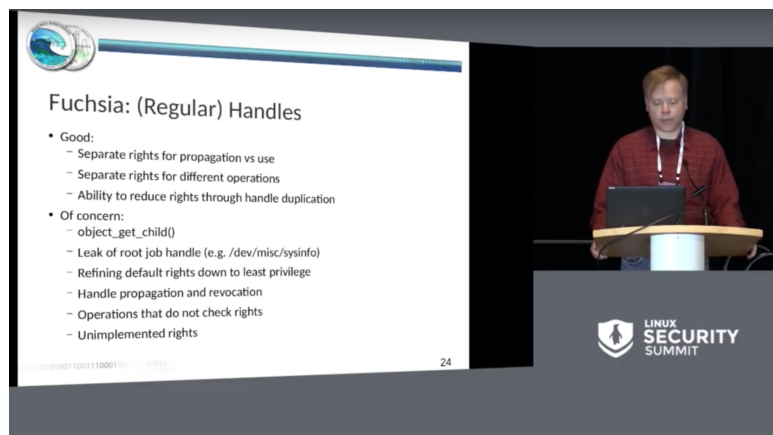 Fuchsia: (Regular) Handles
• Good:
– Separate rights for propagation vs use
– Separate rights for different operations
– Ability to reduce rights through handle duplication
• Of concern:
– object_get_child()
– Leak of root job handle (e.g. /dev/misc/sysinfo)
– Refining default rights down to least privilege
– Handle propagation and revocation
– Operations that do not check rights
– Unimplemented rights
24
LINUX
SECURITY
SUMMIT